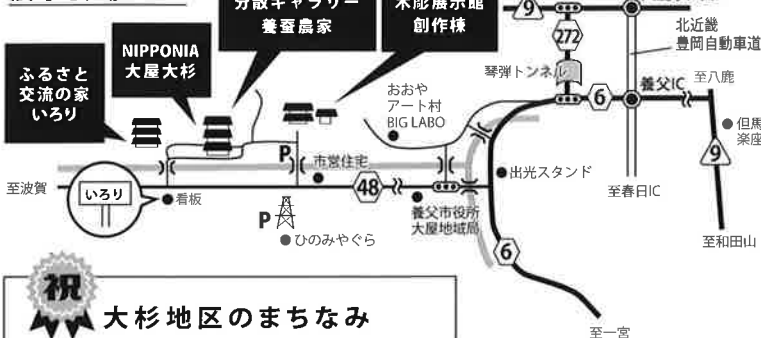 分散ギャラリー
養蚕農家
木彫展示館
創作棟
9
272
北近畿
豊岡自動車道
NIPPONIA
大屋大杉
ふるさと
交流の家
いろり
琴弾トンネル
おおや
アート村
BIG LABO
6
養父IC
至八鹿
但馬
楽座
9
P
市営住宅
出光スタンド
至波賀
いろり
看板
48
養父市役所
大屋地域局
至春日IC
P
ひのみやぐら
6
至和田山
祝
大杉地区のまちなみ
至一宮